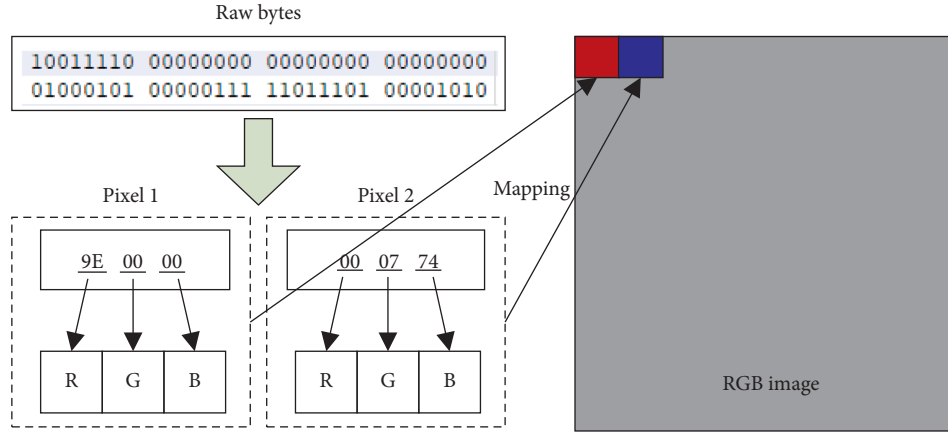 Raw bytes
10011110 00000000 00000000 00000000
01000101 00000111 11011101 00001010
Pixel 1
Pixel 2
Mapping
9E 00 00
00 07 74
R G B
R G B
RGB image